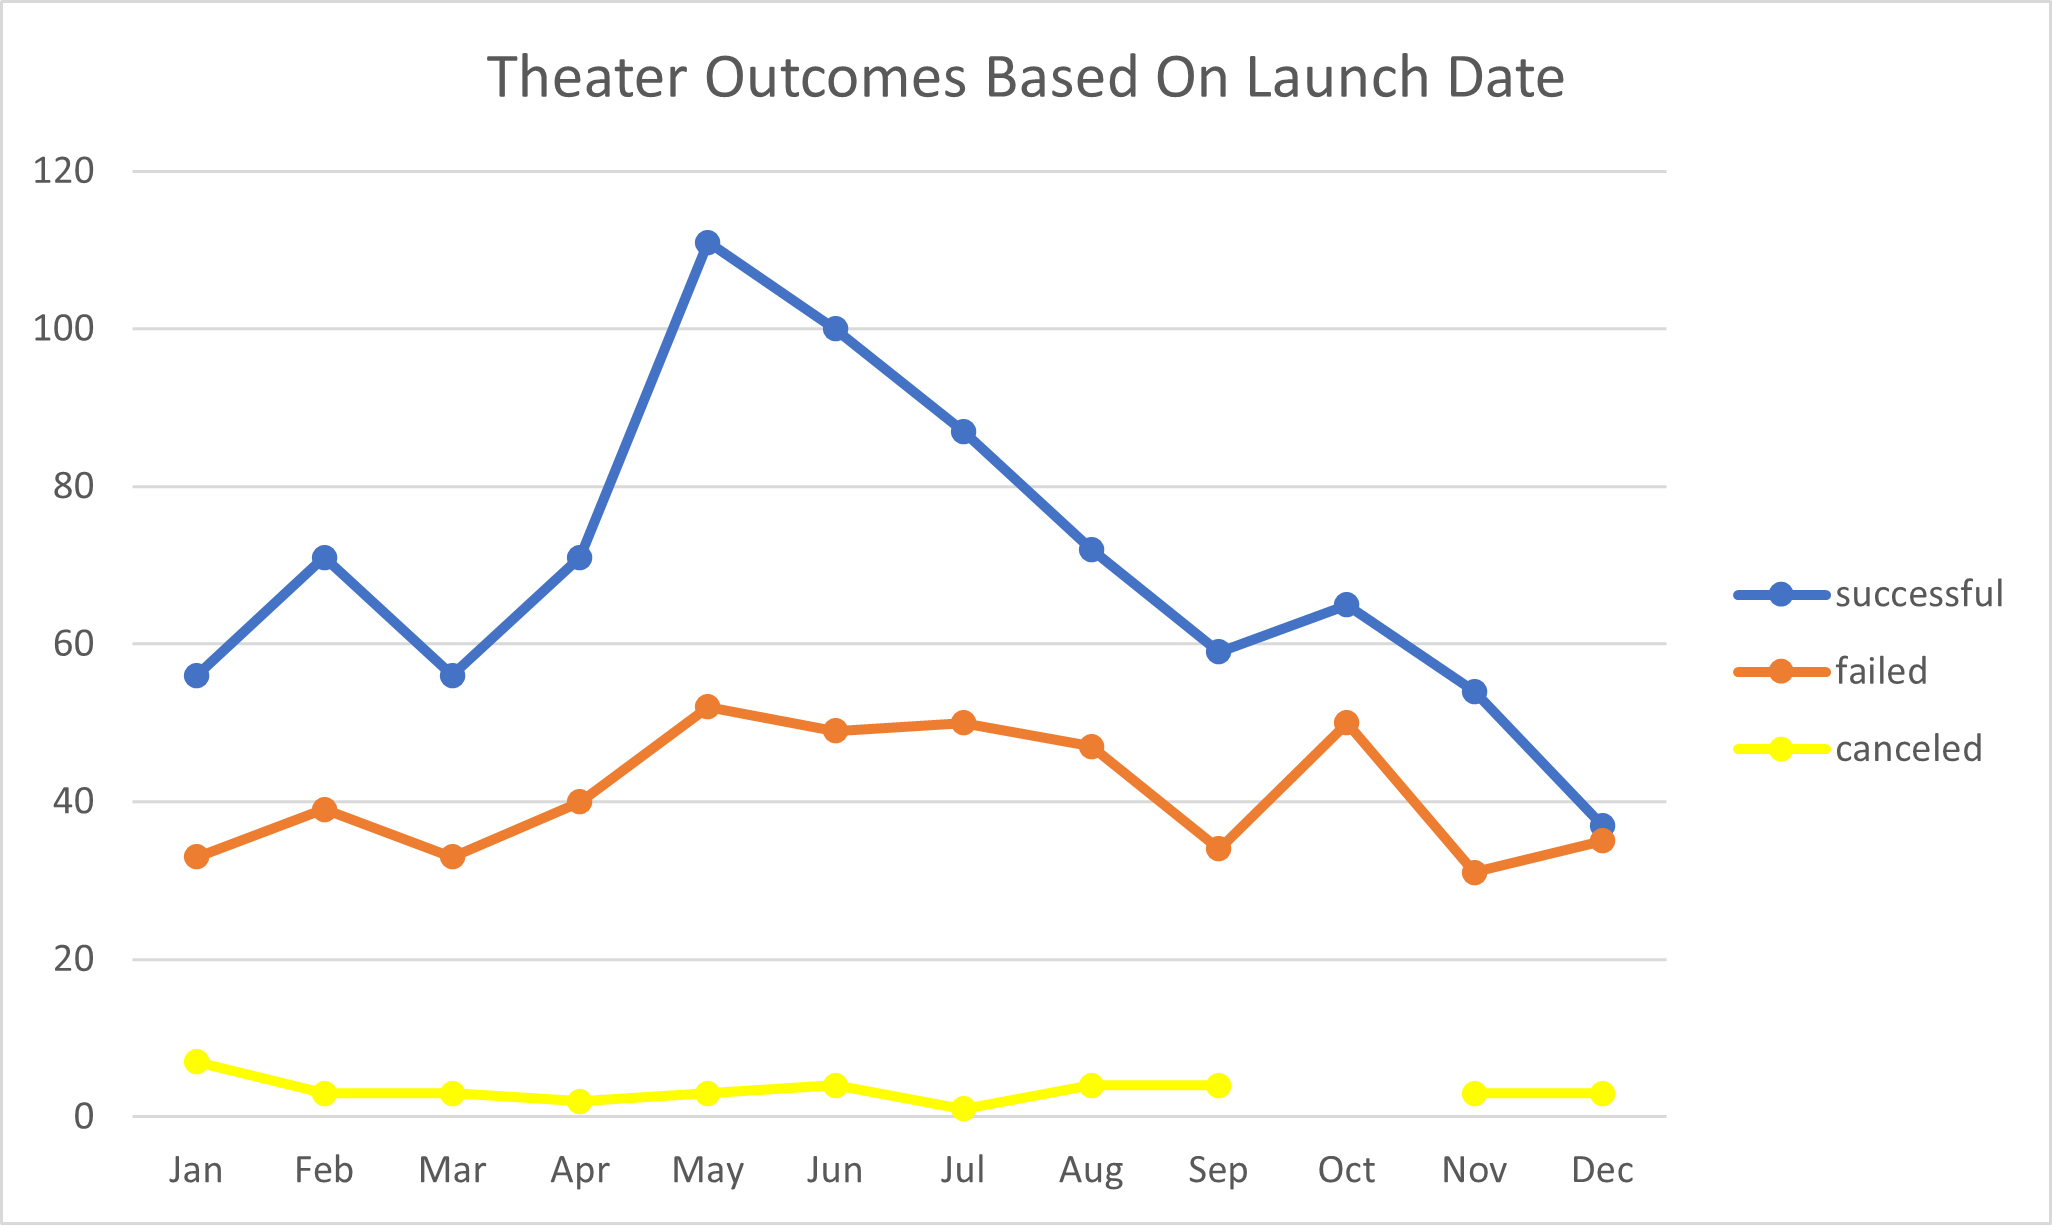 Theater Outcomes Based On Launch Date
120
100
80
60
40
20
0
Jan Feb Mar Apr May Jun Jul Aug Sep Oct Nov Dec
successful
failed
canceled